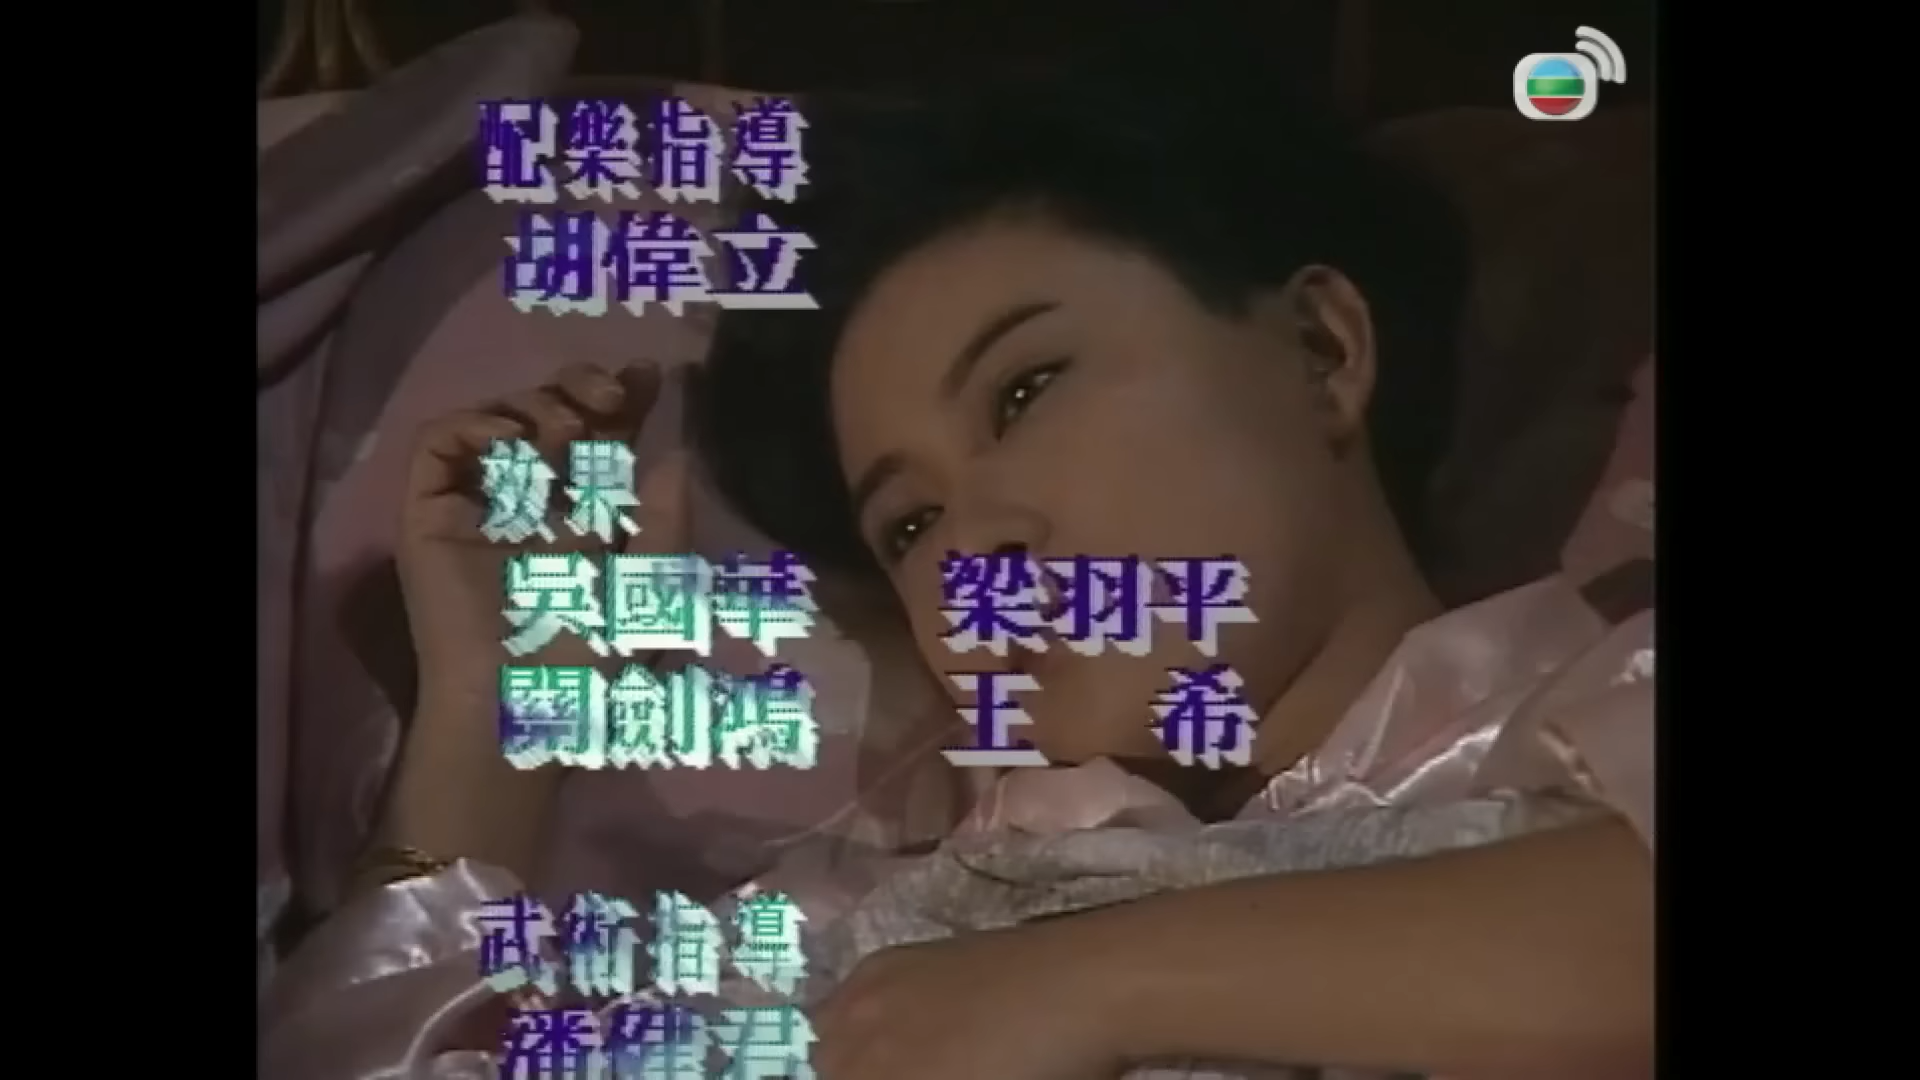 配樂指導
胡偉立
效果
吳國華 梁羽平
關劍鴻 王希
武術指導
潘健君